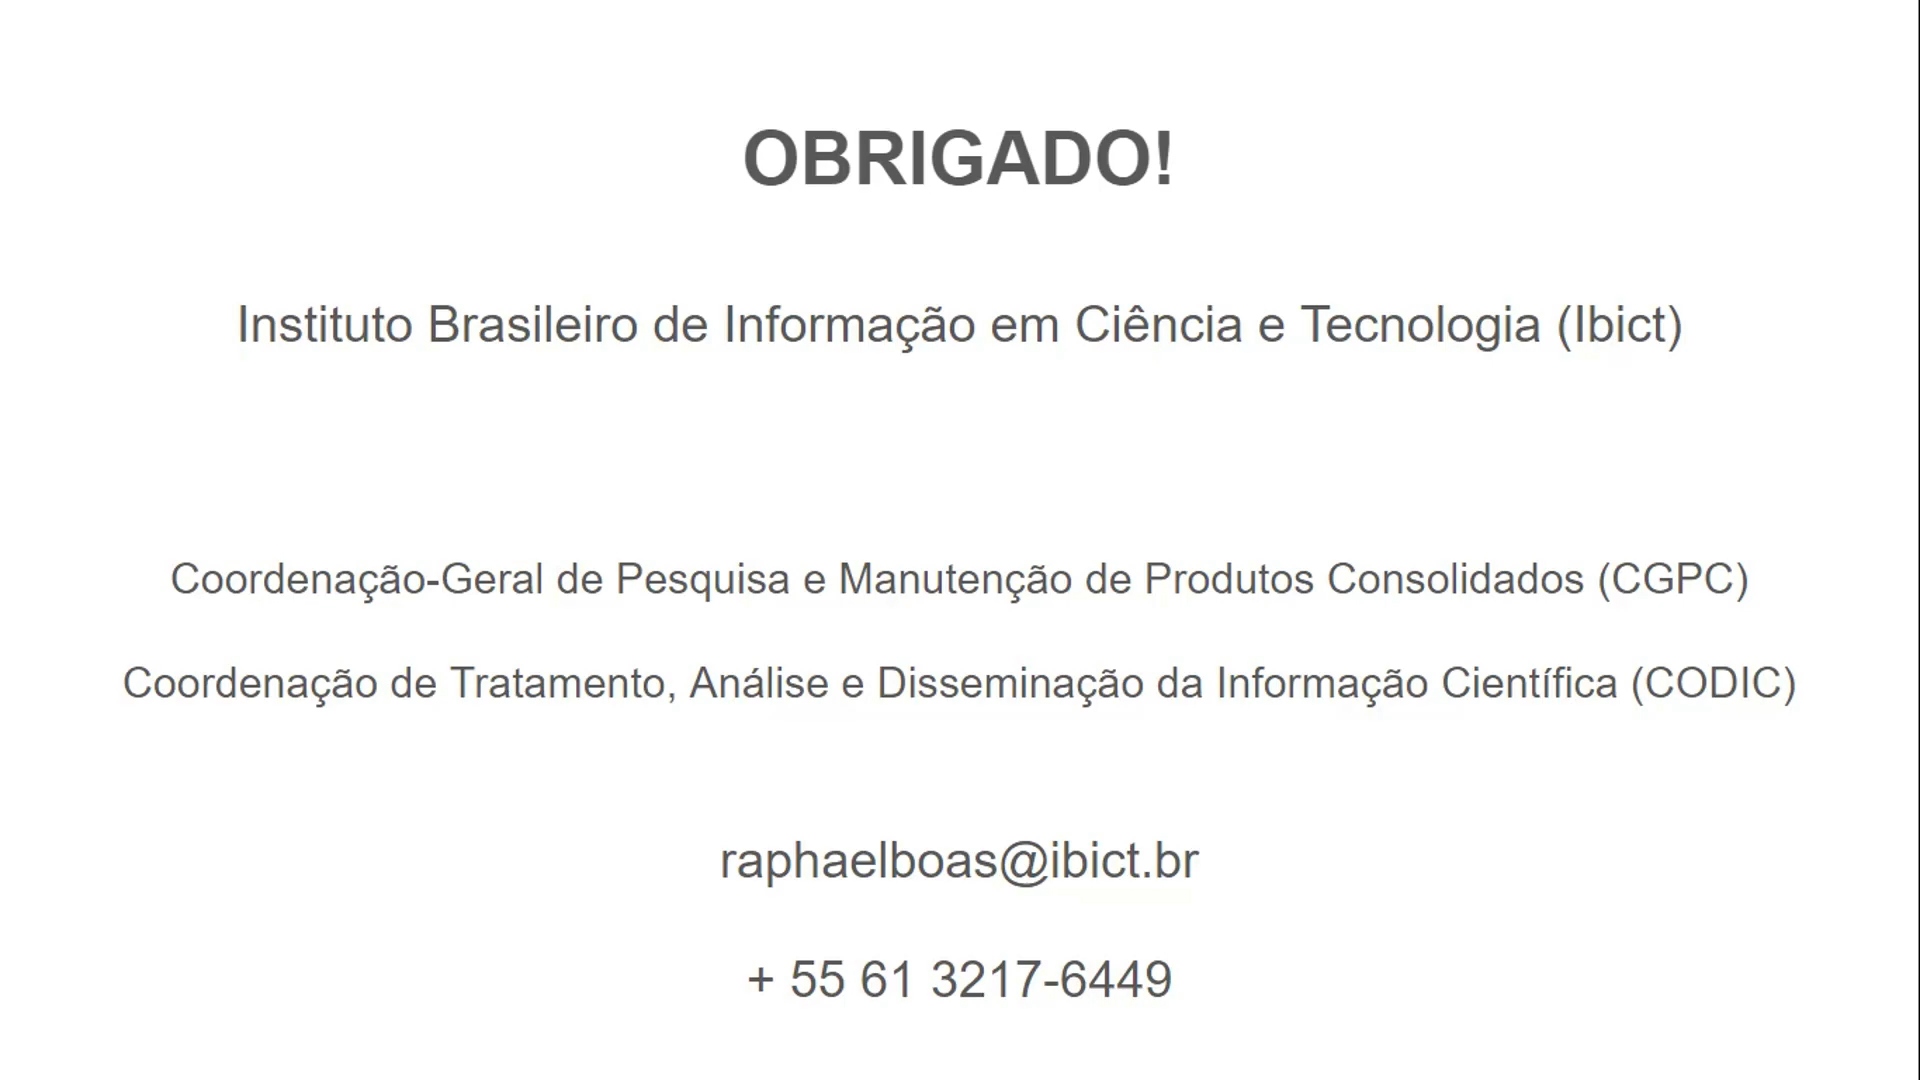 OBRIGADO!
Instituto Brasileiro de Informação em Ciência e Tecnologia (Ibict)
Coordenação-Geral de Pesquisa e Manutenção de Produtos Consolidados (CGPC)
Coordenação de Tratamento, Análise e Disseminação da Informação Científica (CODIC)
raphaelboas@ibict.br
+ 55 61 3217-6449